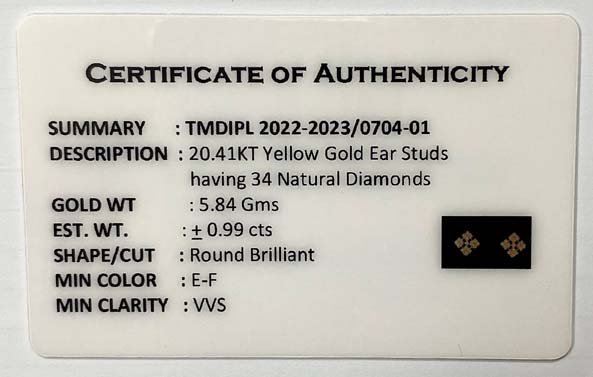 CERTIFICATE OF AUTHENTICITY
SUMMARY : TMDIPL 2022-2023/0704-01
DESCRIPTION : 20.41KT Yellow Gold Ear Studs
having 34 Natural Diamonds
GOLD WT : 5.84 Gms
EST. WT. : ± 0.99 cts
SHAPE/CUT : Round Brilliant
MIN COLOR : E-F
MIN CLARITY : VVS